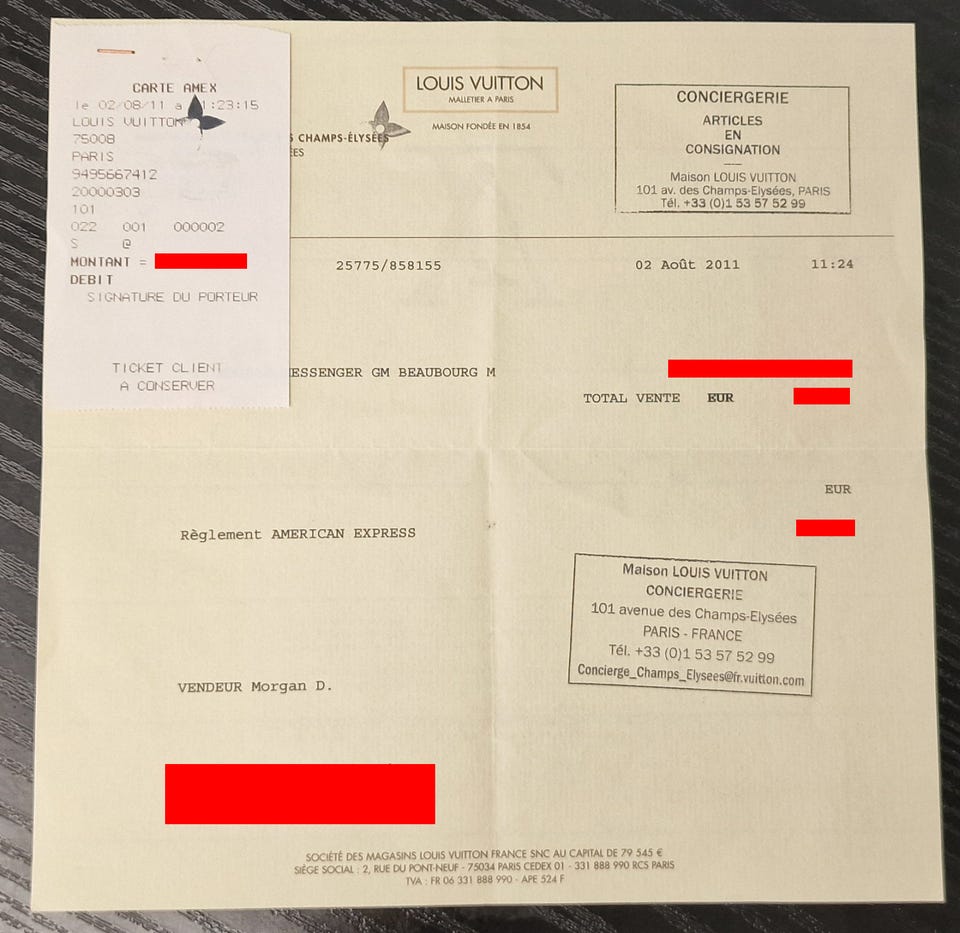 CARTE AMEX
le 02/08/11 a 1:23:15
LOUIS VUITTON
75008
PARIS
9495667412
20000303
101
022 001 000002
S @
MONTANT =
DEBIT
SIGNATURE DU PORTEUR
TICKET CLIENT
A CONSERVER
LOUIS VUITTON
MALLETIER A PARIS
MAISON FONDÉE EN 1854
S CHAMPS-ÉLYSÉES
ÉES
CONCIERGERIE
ARTICLES
EN
CONSIGNATION
Maison LOUIS VUITTON
101 av. des Champs-Elysées, PARIS
Tél. +33 (0)1 53 57 52 99
25775/858155 02 Août 2011 11:24
ESSENGER GM BEAUBOURG M
TOTAL VENTE EUR
EUR
Règlement AMERICAN EXPRESS
Maison LOUIS VUITTON
CONCIERGERIE
101 avenue des Champs-Elysées
PARIS - FRANCE
Tél. +33 (0)1 53 57 52 99
Concierge_Champs_Elysees@fr.vuitton.com
VENDEUR Morgan D.
SOCIÉTÉ DES MAGASINS LOUIS VUITTON FRANCE SNC AU CAPITAL DE 79 545 €
SIÈGE SOCIAL : 2, RUE DU PONT-NEUF - 75034 PARIS CEDEX 01 - 331 888 990 RCS PARIS
TVA : FR 06 331 888 990 - APE 524 F